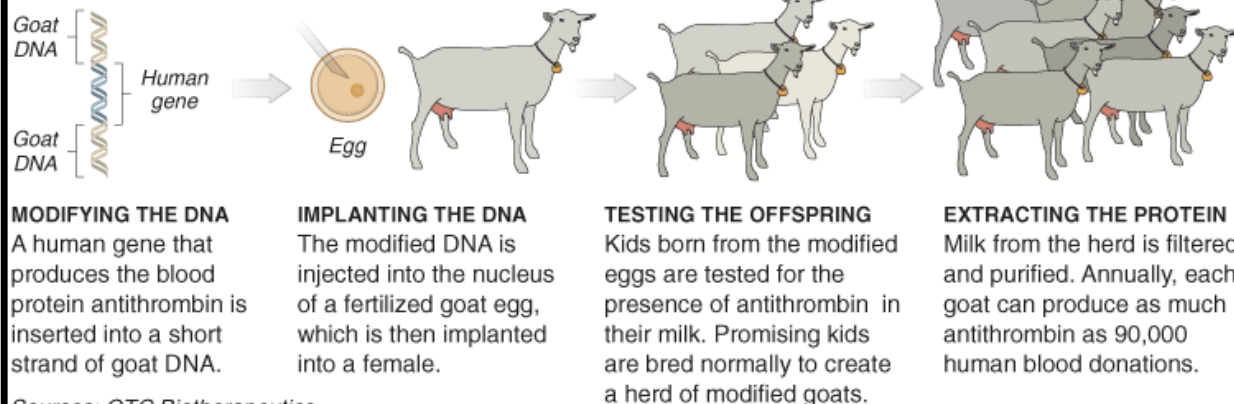 Goat
DNA
Human
gene
Goat
DNA
Egg
MODIFYING THE DNA
A human gene that
produces the blood
protein antithrombin is
inserted into a short
strand of goat DNA.
IMPLANTING THE DNA
The modified DNA is
injected into the nucleus
of a fertilized goat egg,
which is then implanted
into a female.
TESTING THE OFFSPRING
Kids born from the modified
eggs are tested for the
presence of antithrombin in
their milk. Promising kids
are bred normally to create
a herd of modified goats.
EXTRACTING THE PROTEIN
Milk from the herd is filtered
and purified. Annually, each
goat can produce as much
antithrombin as 90,000
human blood donations.